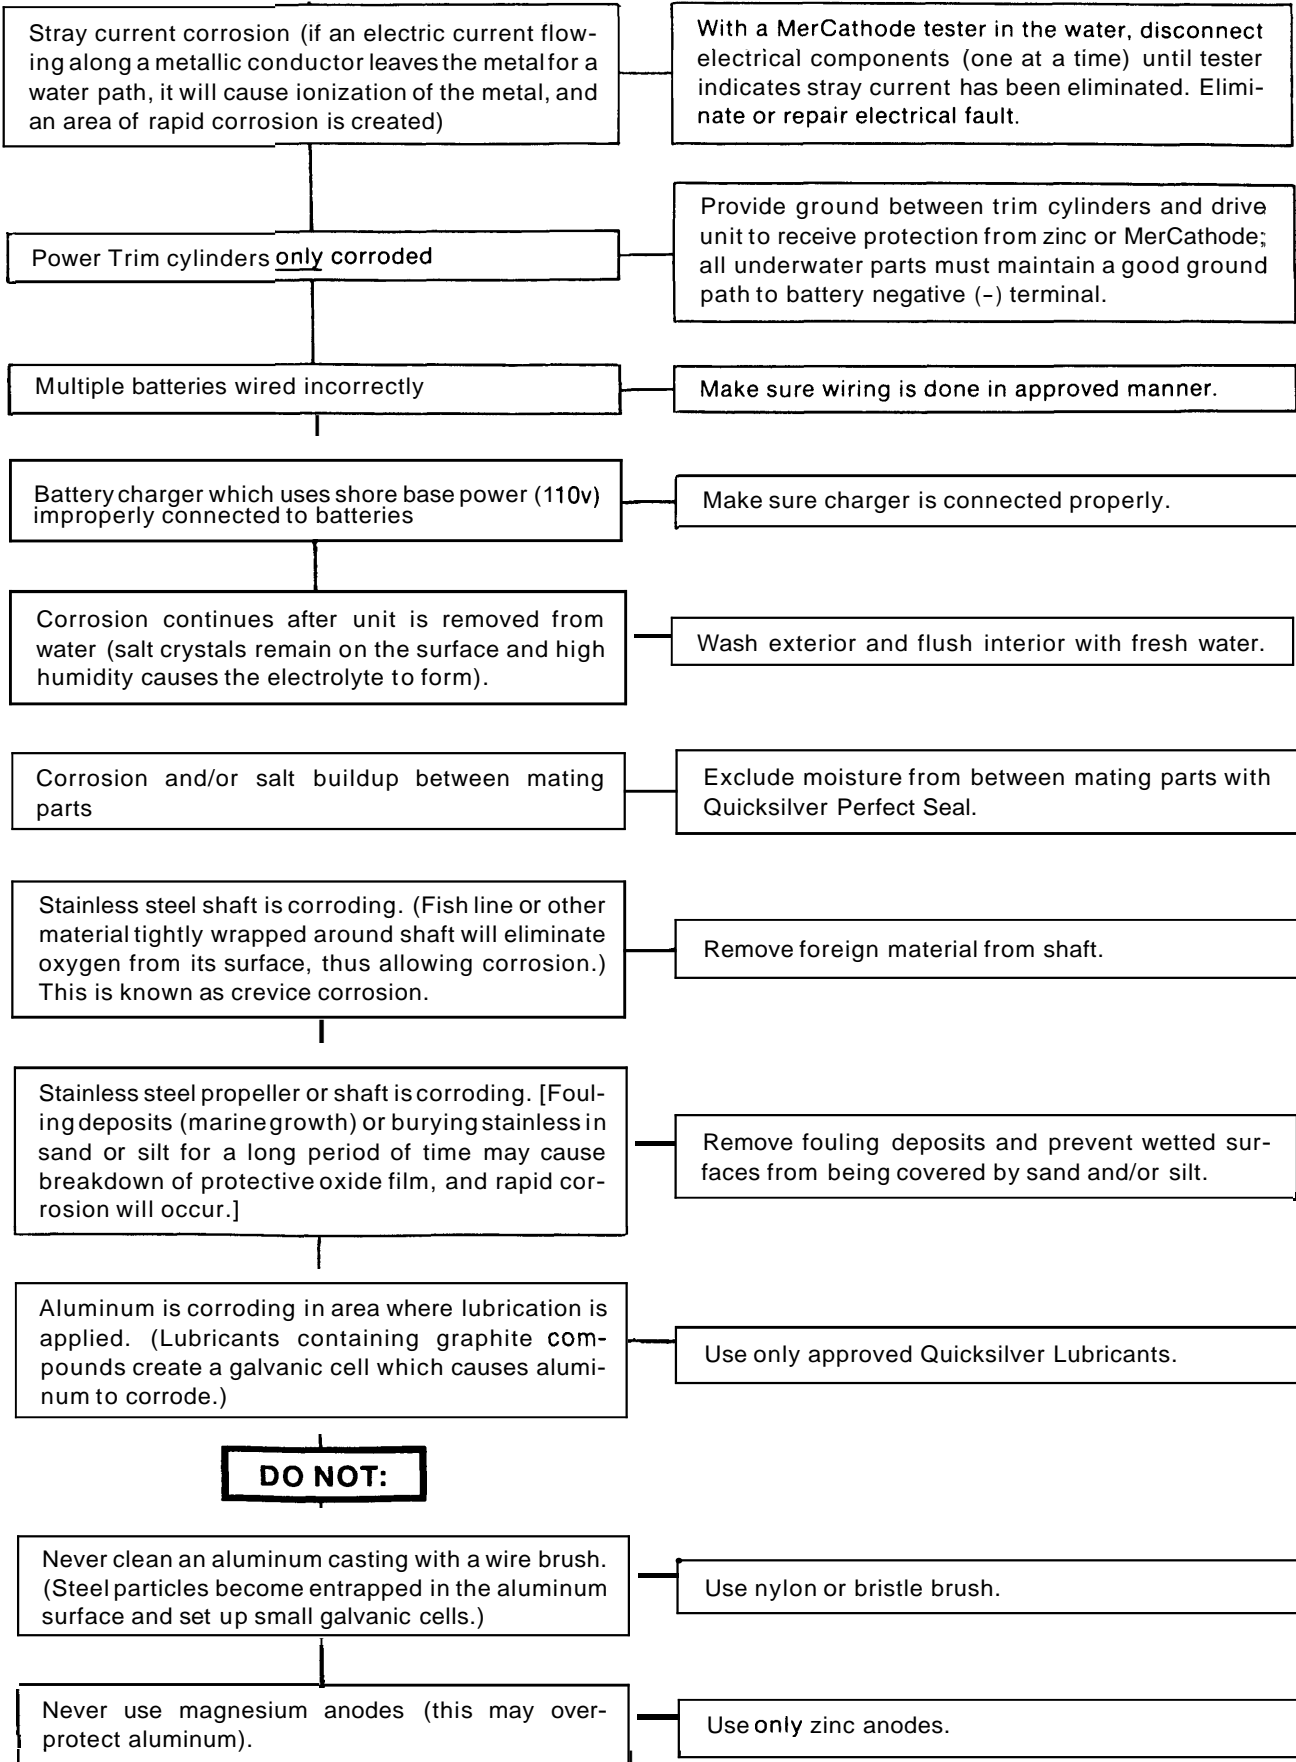 Stray current corrosion (if an electric current flow-
ing along a metallic conductor leaves the metal for a
water path, it will cause ionization of the metal, and
an area of rapid corrosion is created)
With a MerCathode tester in the water, disconnect
electrical components (one at a time) until tester
indicates stray current has been eliminated. Elimi-
nate or repair electrical fault.
Power Trim cylinders only corroded
Provide ground between trim cylinders and drive
unit to receive protection from zinc or MerCathode;
all underwater parts must maintain a good ground
path to battery negative (-) terminal.
Multiple batteries wired incorrectly
Make sure wiring is done in approved manner.
Battery charger which uses shore base power (110v)
improperly connected to batteries
Make sure charger is connected properly.
Corrosion continues after unit is removed from
water (salt crystals remain on the surface and high
humidity causes the electrolyte to form).
Wash exterior and flush interior with fresh water.
Corrosion and/or salt buildup between mating
parts
Exclude moisture from between mating parts with
Quicksilver Perfect Seal.
Stainless steel shaft is corroding. (Fish line or other
material tightly wrapped around shaft will eliminate
oxygen from its surface, thus allowing corrosion.)
This is known as crevice corrosion.
Remove foreign material from shaft.
Stainless steel propeller or shaft is corroding. [Foul-
ing deposits (marine growth) or burying stainless in
sand or silt for a long period of time may cause
breakdown of protective oxide film, and rapid cor-
rosion will occur.]
Remove fouling deposits and prevent wetted sur-
faces from being covered by sand and/or silt.
Aluminum is corroding in area where lubrication is
applied. (Lubricants containing graphite com-
pounds create a galvanic cell which causes alumi-
num to corrode.)
Use only approved Quicksilver Lubricants.
DO NOT:
Never clean an aluminum casting with a wire brush.
(Steel particles become entrapped in the aluminum
surface and set up small galvanic cells.)
Use nylon or bristle brush.
Never use magnesium anodes (this may over-
protect aluminum).
Use only zinc anodes.